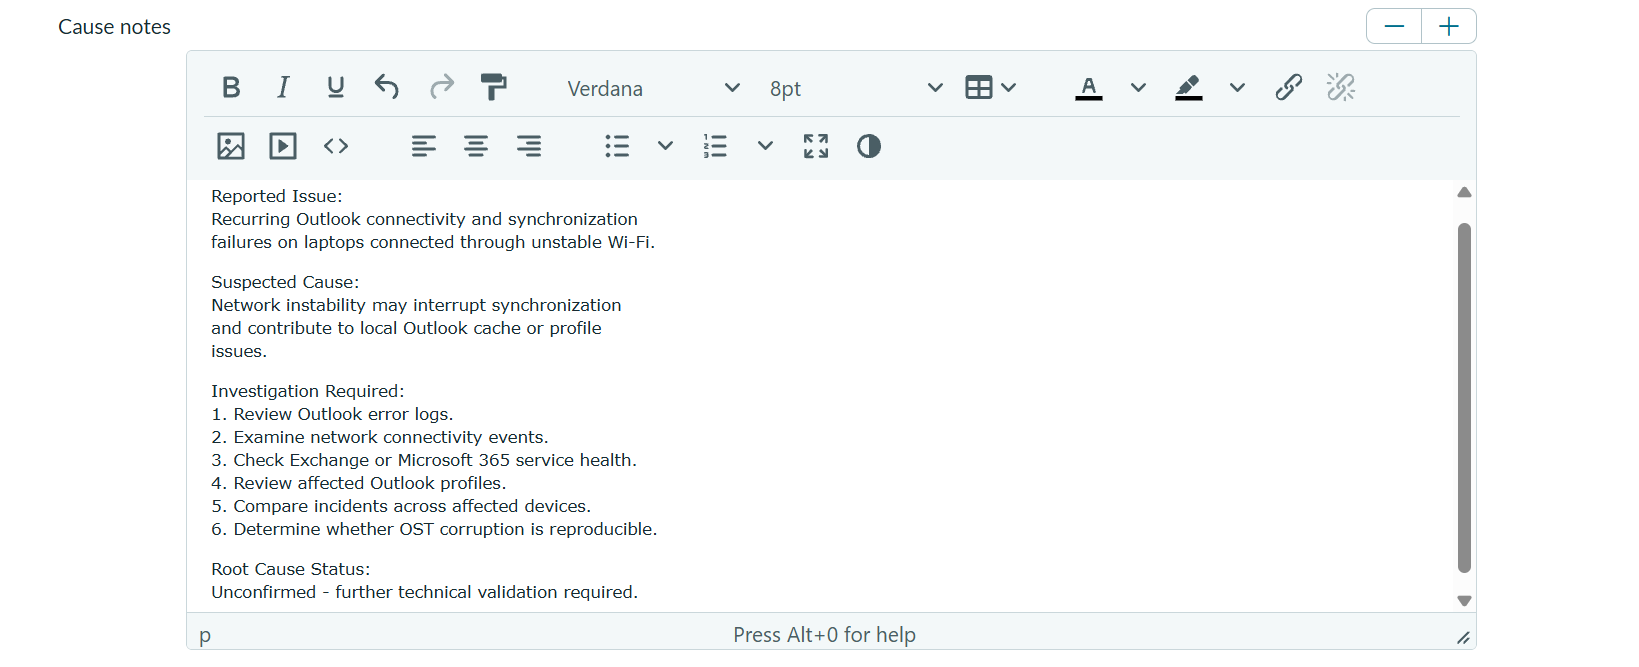 Cause notes
B I U Verdana 8pt A
Reported Issue:
Recurring Outlook connectivity and synchronization
failures on laptops connected through unstable Wi-Fi.
Suspected Cause:
Network instability may interrupt synchronization
and contribute to local Outlook cache or profile
issues.
Investigation Required:
1. Review Outlook error logs.
2. Examine network connectivity events.
3. Check Exchange or Microsoft 365 service health.
4. Review affected Outlook profiles.
5. Compare incidents across affected devices.
6. Determine whether OST corruption is reproducible.
Root Cause Status:
Unconfirmed - further technical validation required.
p Press Alt+0 for help